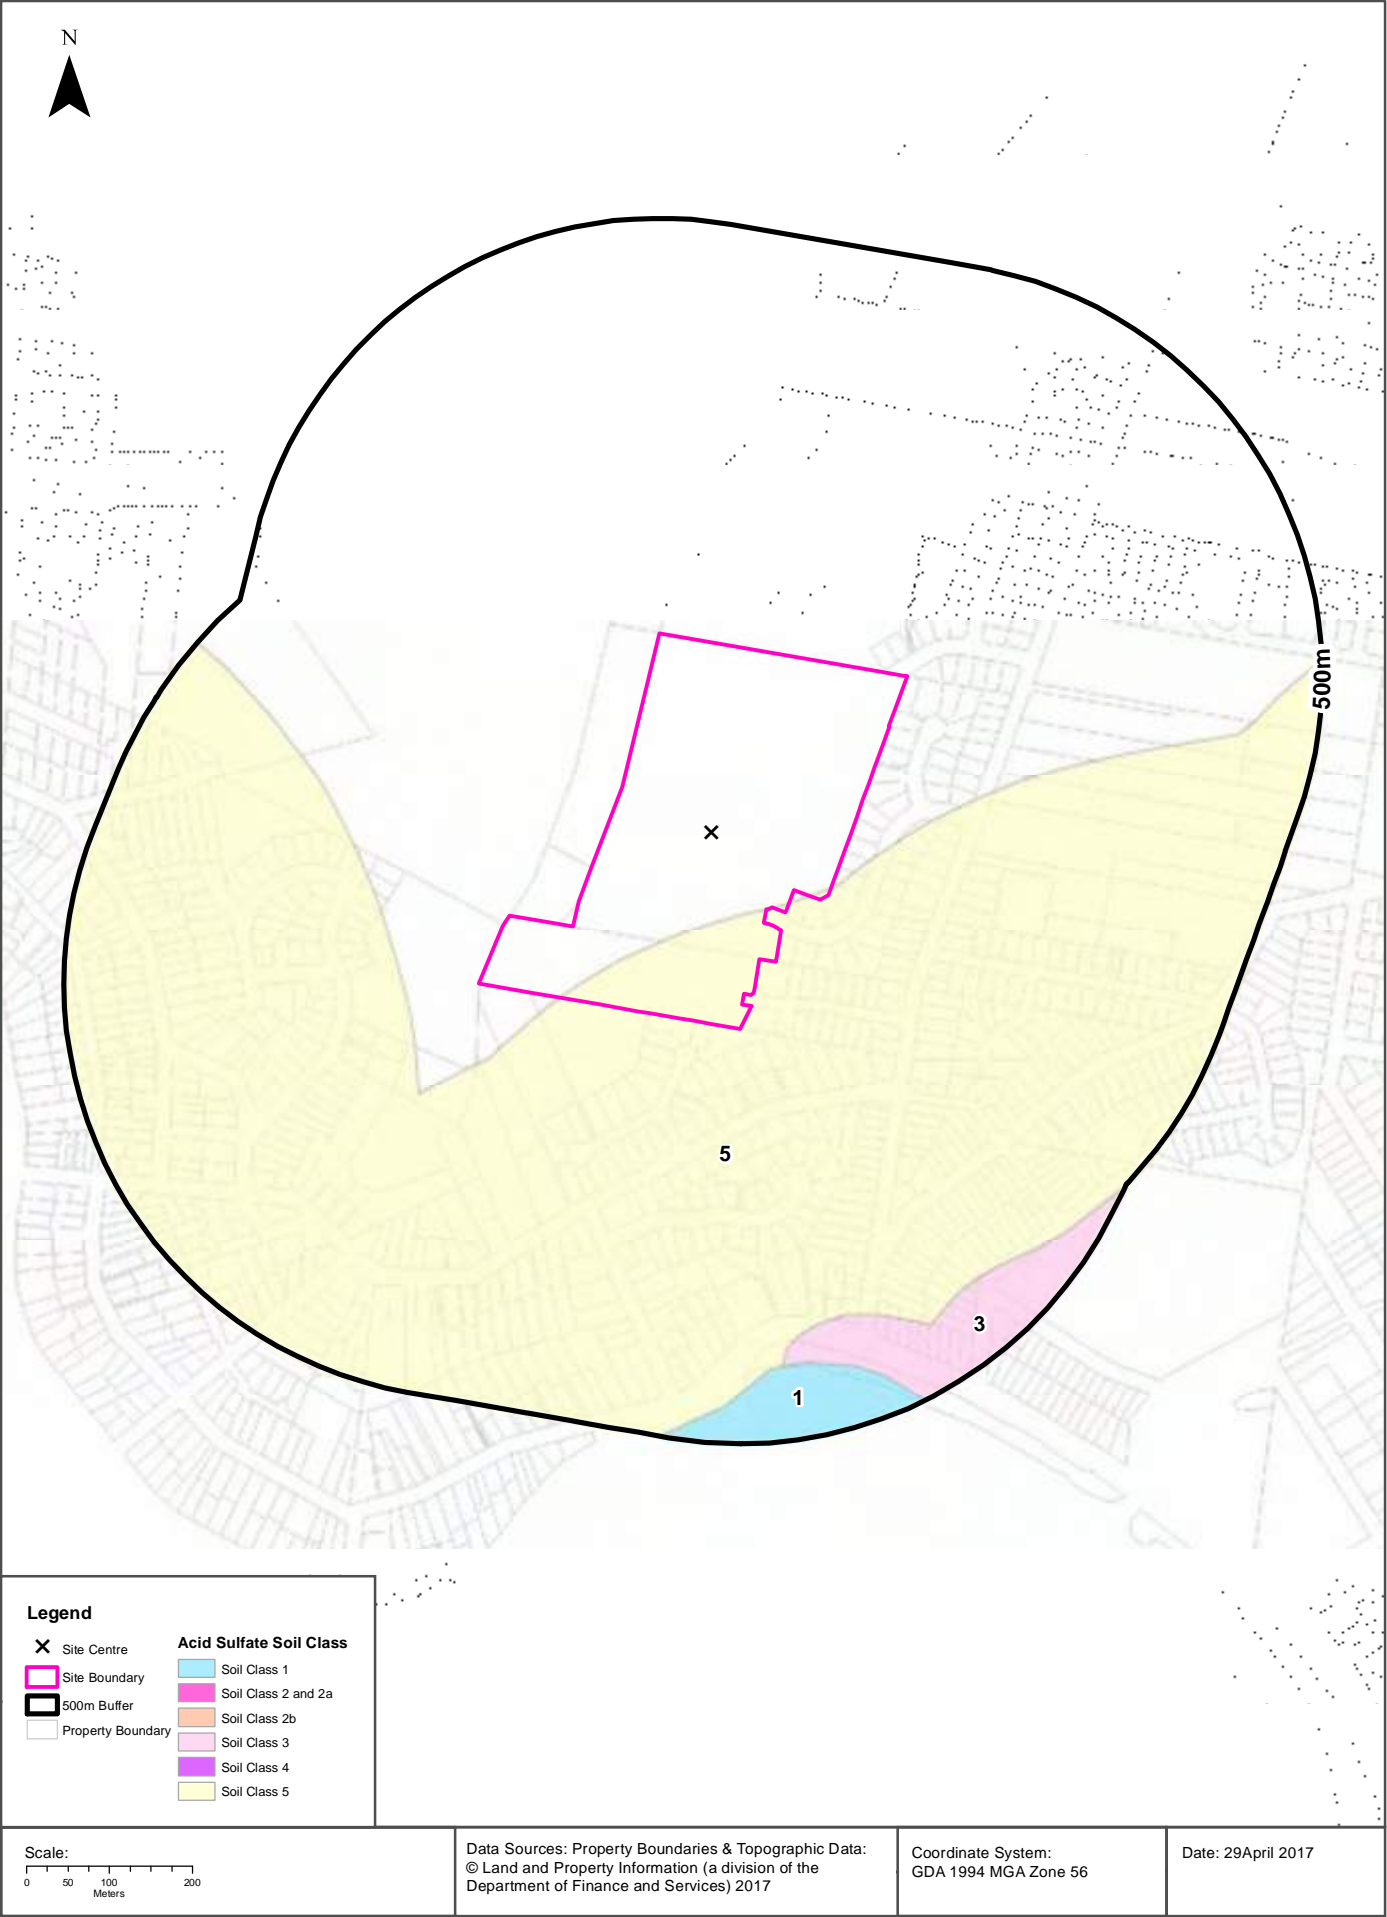 N
500m
5
3
1
Legend
Site Centre
Site Boundary
500m Buffer
Property Boundary
Acid Sulfate Soil Class
Soil Class 1
Soil Class 2 and 2a
Soil Class 2b
Soil Class 3
Soil Class 4
Soil Class 5
Scale:
0 50 100 200
Meters
Data Sources: Property Boundaries & Topographic Data:
© Land and Property Information (a division of the
Department of Finance and Services) 2017
Coordinate System:
GDA 1994 MGA Zone 56
Date: 29April 2017